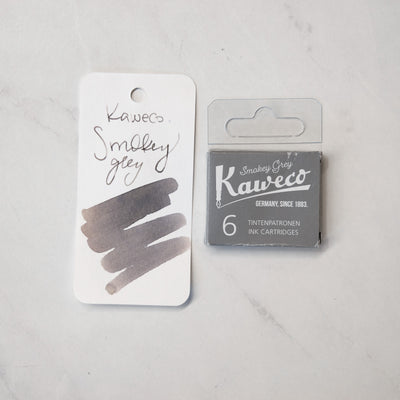 Kaweco.
Smokey
grey
Smokey Grey
Kaweco
GERMANY, SINCE 1883.
6
TINTENPATRONEN
INK CARTRIDGES